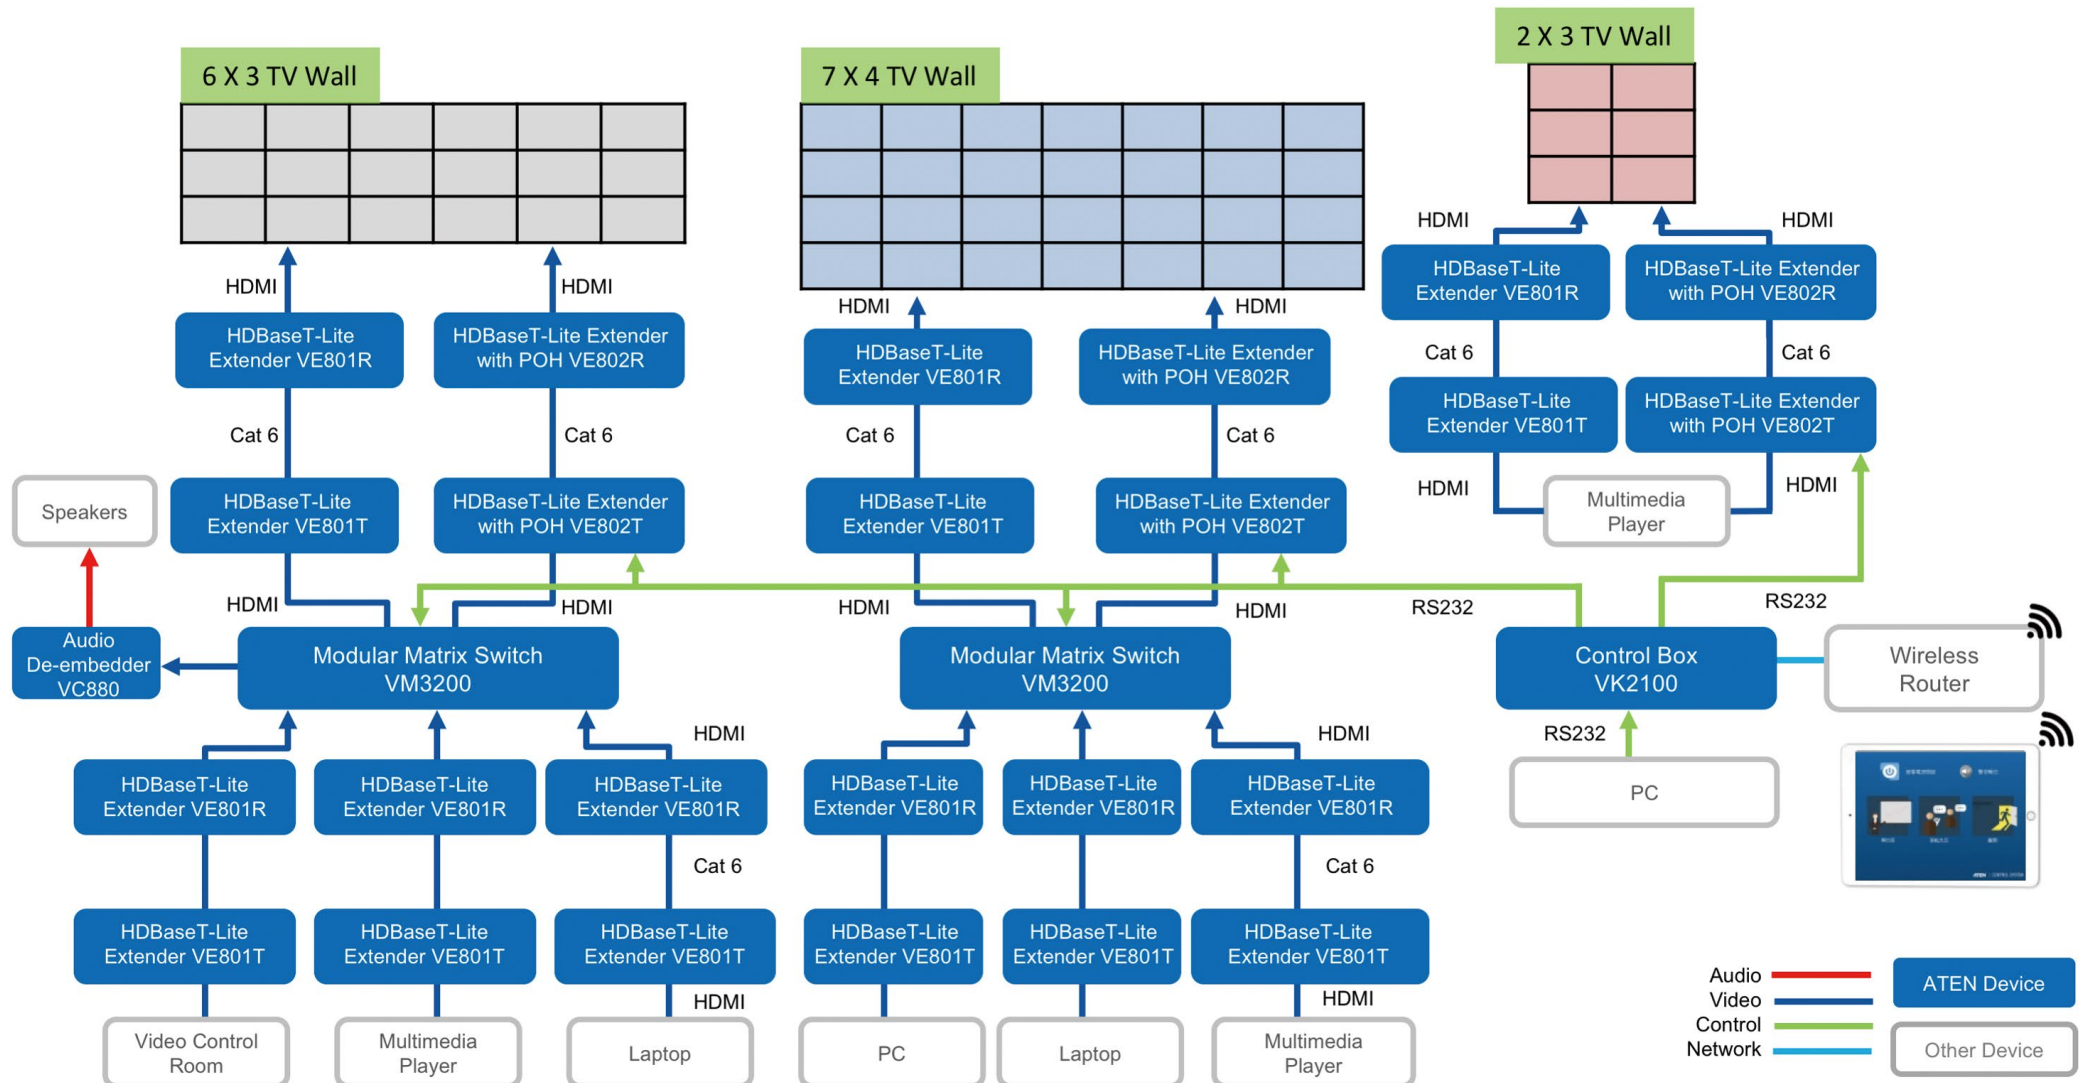 6 X 3 TV Wall
7 X 4 TV Wall
2 X 3 TV Wall
HDMI
HDMI
HDMI
HDMI
HDMI
HDMI
HDBaseT-Lite
Extender VE801R
HDBaseT-Lite Extender
with POH VE802R
HDBaseT-Lite
Extender VE801R
HDBaseT-Lite Extender
with POH VE802R
HDBaseT-Lite
Extender VE801R
HDBaseT-Lite Extender
with POH VE802R
Cat 6
Cat 6
Cat 6
Cat 6
Cat 6
Cat 6
HDBaseT-Lite
Extender VE801T
HDBaseT-Lite Extender
with POH VE802T
Speakers
HDBaseT-Lite
Extender VE801T
HDBaseT-Lite Extender
with POH VE802T
HDBaseT-Lite
Extender VE801T
HDBaseT-Lite Extender
with POH VE802T
HDMI
Multimedia
Player
HDMI
HDMI
HDMI
HDMI
HDMI
RS232
RS232
Audio
De-embedder
VC880
Modular Matrix Switch
VM3200
Modular Matrix Switch
VM3200
Control Box
VK2100
Wireless
Router
HDMI
HDMI
RS232
PC
HDBaseT-Lite
Extender VE801R
HDBaseT-Lite
Extender VE801R
HDBaseT-Lite
Extender VE801R
HDBaseT-Lite
Extender VE801R
HDBaseT-Lite
Extender VE801R
HDBaseT-Lite
Extender VE801R
Cat 6
Cat 6
HDBaseT-Lite
Extender VE801T
HDBaseT-Lite
Extender VE801T
HDBaseT-Lite
Extender VE801T
HDBaseT-Lite
Extender VE801T
HDBaseT-Lite
Extender VE801T
HDBaseT-Lite
Extender VE801T
HDMI
HDMI
Video Control
Room
Multimedia
Player
Laptop
PC
Laptop
Multimedia
Player
ATEN
Audio
Video
Control
Network
ATEN Device
Other Device